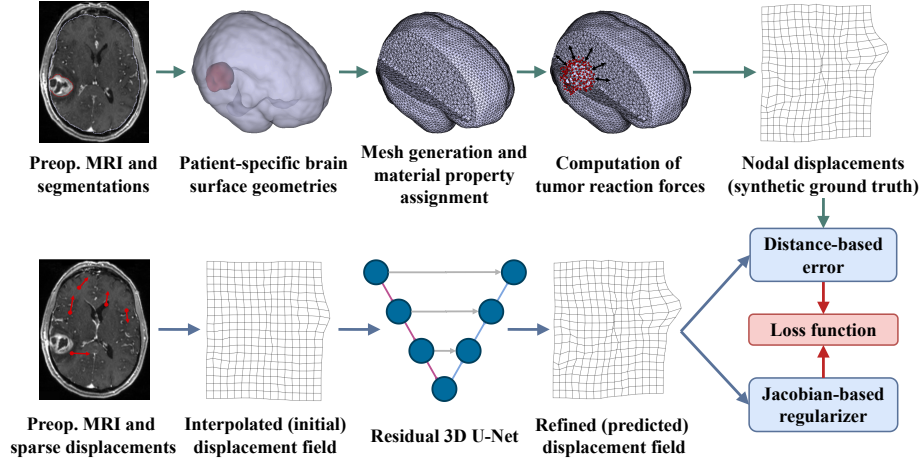 Preop. MRI and
segmentations
Patient-specific brain
surface geometries
Mesh generation and
material property
assignment
Computation of
tumor reaction forces
Nodal displacements
(synthetic ground truth)
Distance-based
error
Loss function
Jacobian-based
regularizer
Preop. MRI and
sparse displacements
Interpolated (initial)
displacement field
Residual 3D U-Net
Refined (predicted)
displacement field